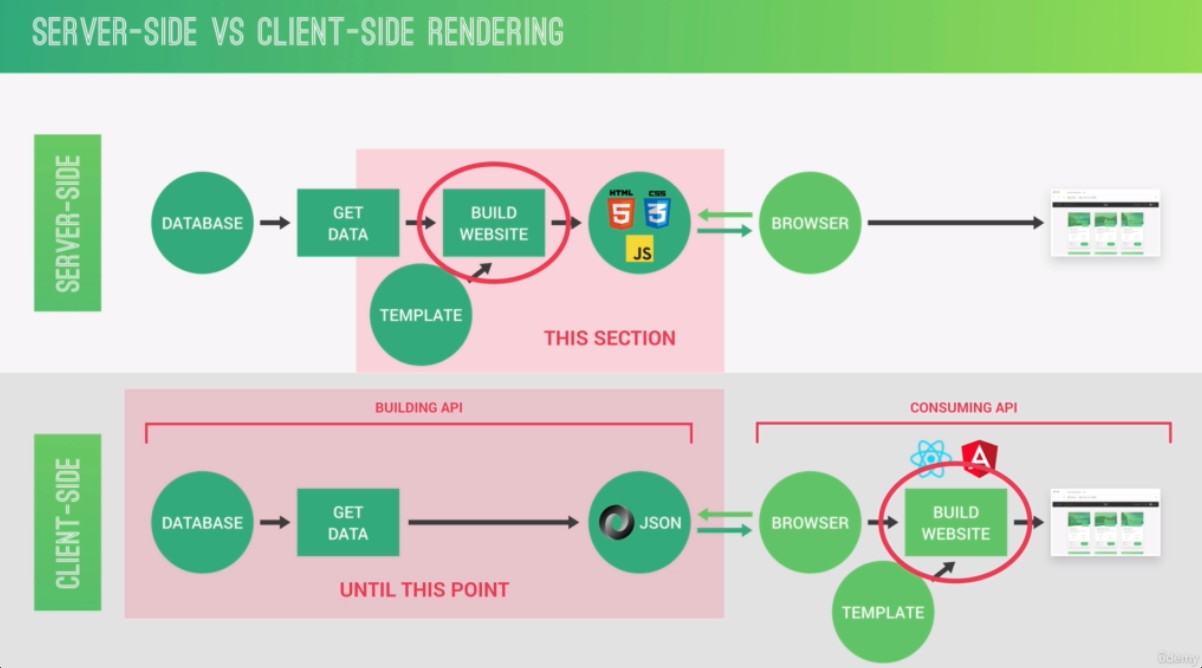 SERVER-SIDE VS CLIENT-SIDE RENDERING
SERVER-SIDE
DATABASE
GET
DATA
BUILD
WEBSITE
TEMPLATE
HTML
5
CSS
3
JS
BROWSER
THIS SECTION
CLIENT-SIDE
BUILDING API
DATABASE
GET
DATA
JSON
UNTIL THIS POINT
CONSUMING API
BROWSER
BUILD
WEBSITE
TEMPLATE
ûdemy